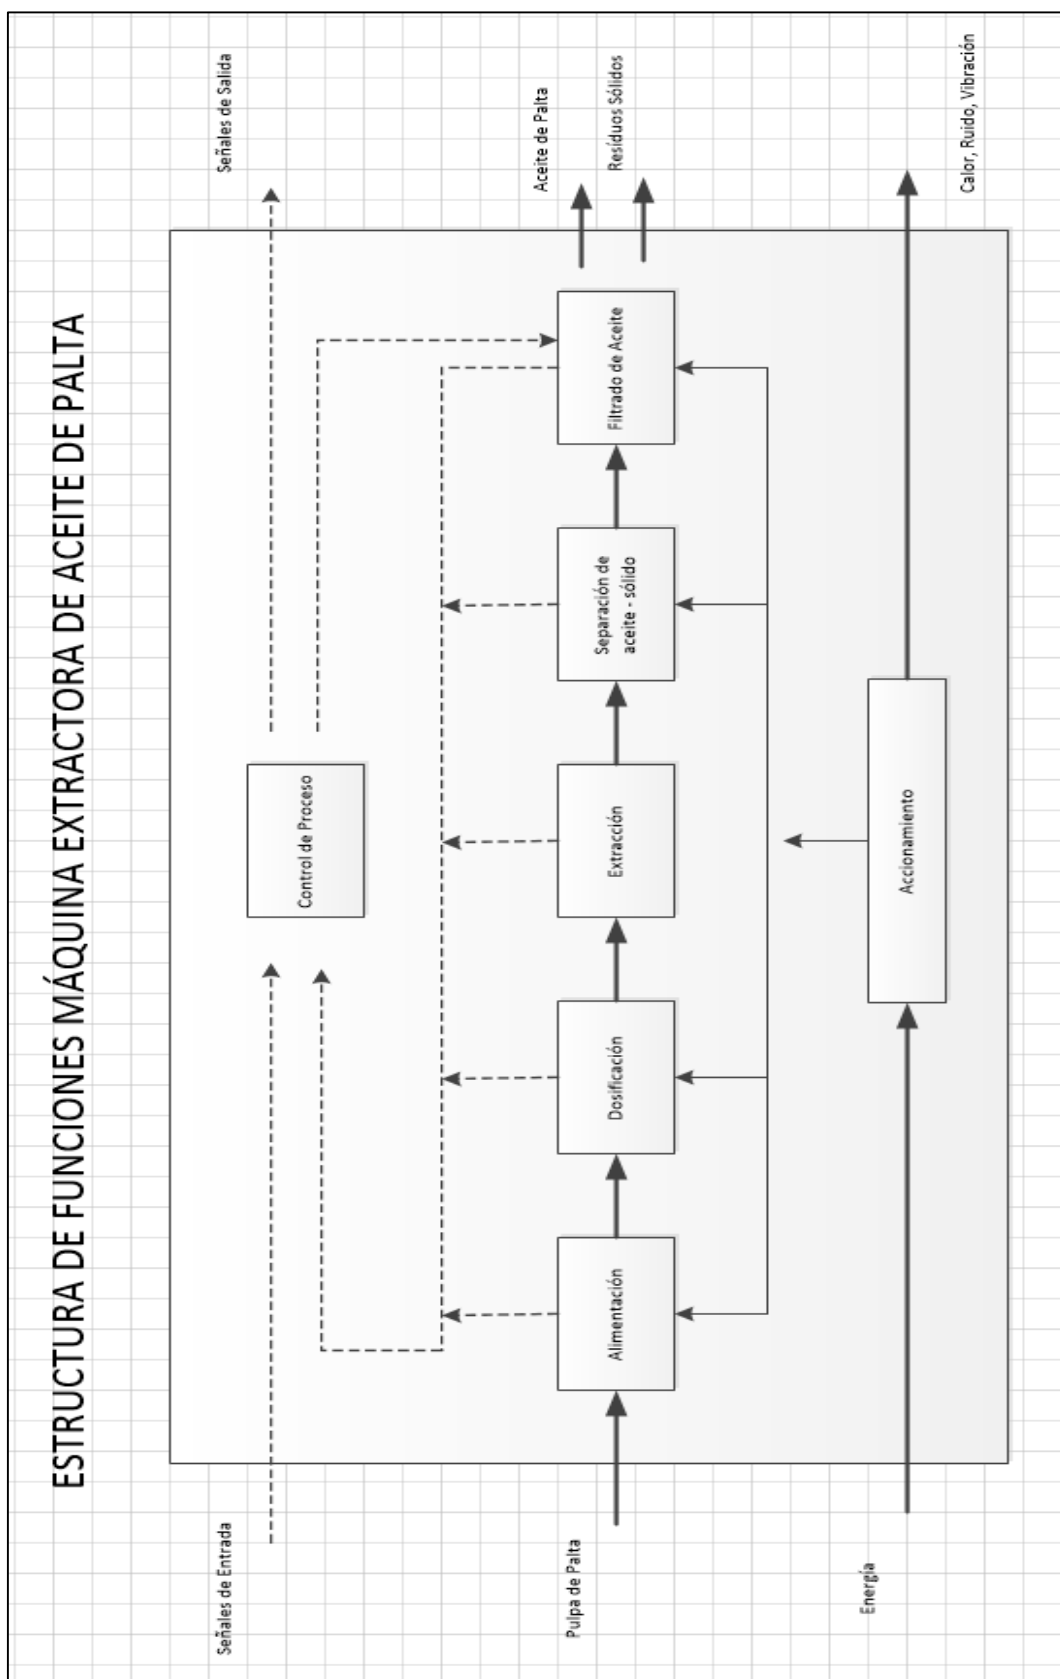 ESTRUCTURA DE FUNCIONES MÁQUINA EXTRACTORA DE ACEITE DE PALTA
Señales de Entrada
Control de Proceso
Señales de Salida
Pulpa de Palta
Alimentación
Dosificación
Extracción
Separación de
aceite - sólido
Filtrado de Aceite
Aceite de Palta
Resíduos Sólidos
Energía
Accionamiento
Calor, Ruido, Vibración